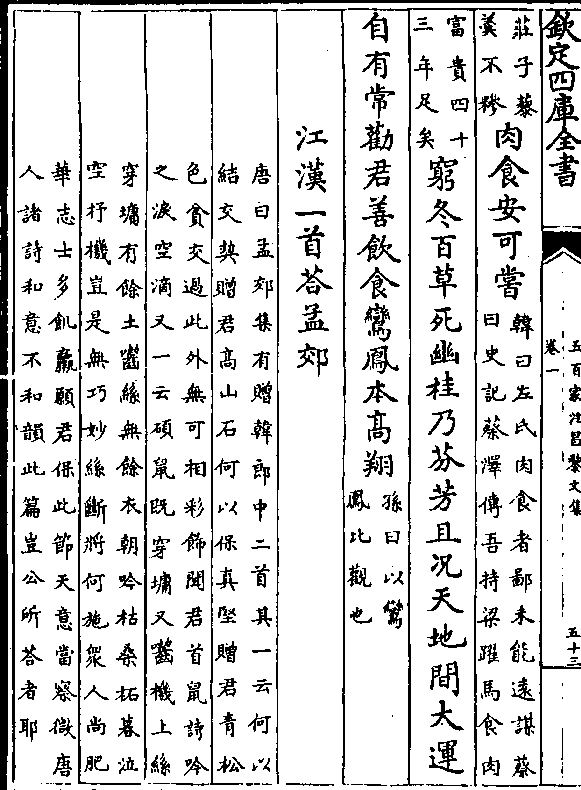 欽定四庫全書
五百家注昌黎文集
卷一
五十三
莊子藜
羹不糝
肉食安可嘗
韓曰左氏肉食者鄙未能遠謀蔡
曰史記蔡澤傳吾持梁躍馬食肉
富貴四十
三年足矣
窮冬百草死幽桂乃芬芳且况天地間大運
自有常勸君善飲食鸞鳳本高翔
孫曰以鸞
鳳比觀也
江漢一首荅孟郊
唐曰孟郊集有贈韓郎中二首其一云何以
結交契贈君高山石何以保真堅贈君青松
色貧交過此外無可相彩飾聞君首鼠詩吟
之淚空滴又一云碩鼠既穿墉又齧機上絲
穿墉有餘土齧絲無餘衣朝吟枯桑柘暮泣
空杼機豈是無巧妙絲斷將何施衆人尚肥
華志士多飢羸願君保此節天意當察微唐
人諸詩和意不和韻此篇豈公所荅者耶